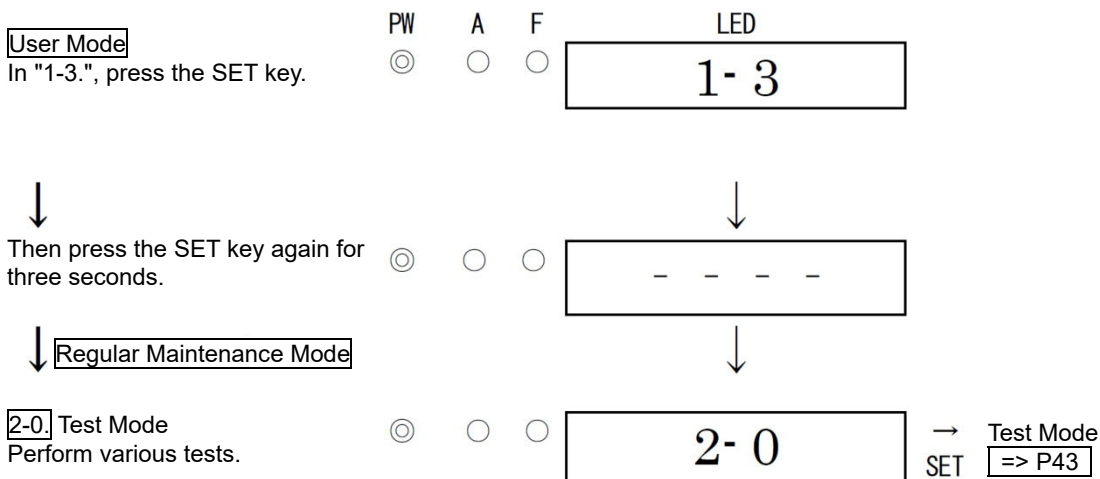 PW A F LED
User Mode
In "1-3.", press the SET key.
◎ ○ ○ 1- 3
↓ ↓
Then press the SET key again for
three seconds.
◎ ○ ○ - - - -
↓ Regular Maintenance Mode ↓
2-0. Test Mode
Perform various tests.
◎ ○ ○ 2- 0
→ Test Mode
SET => P43